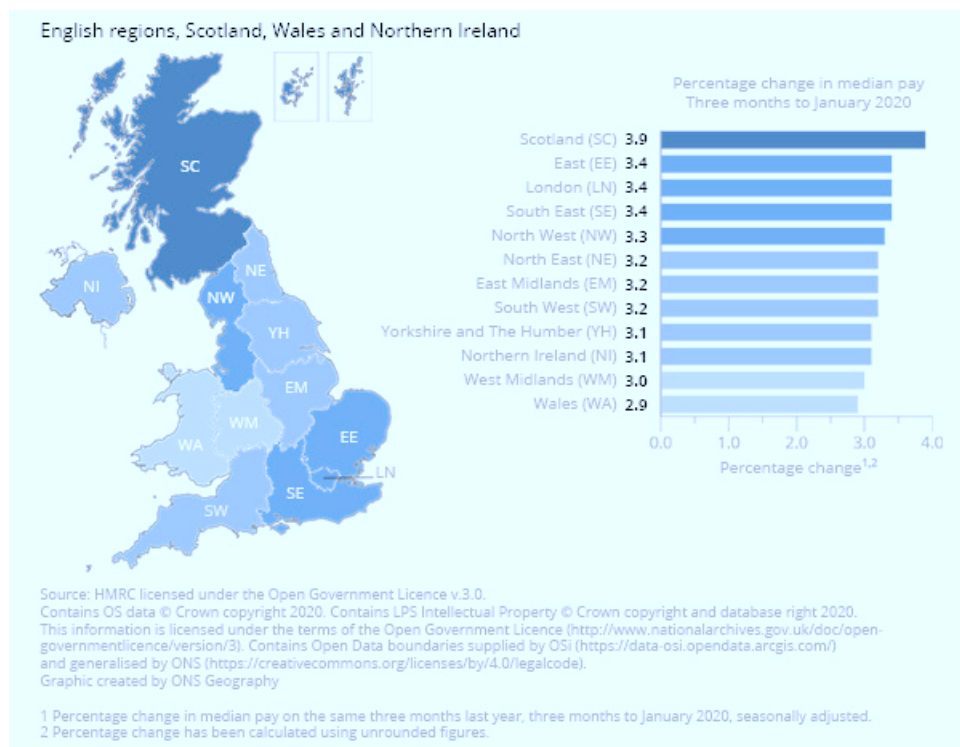 English regions, Scotland, Wales and Northern Ireland
Percentage change in median pay
Three months to January 2020
Scotland (SC) 3.9
East (EE) 3.4
London (LN) 3.4
South East (SE) 3.4
North West (NW) 3.3
North East (NE) 3.2
East Midlands (EM) 3.2
South West (SW) 3.2
Yorkshire and The Humber (YH) 3.1
Northern Ireland (NI) 3.1
West Midlands (WM) 3.0
Wales (WA) 2.9
0.0 1.0 2.0 3.0 4.0
Percentage change1,2
SC
NI
NE
NW
YH
EM
WM
WA
EE
LN
SE
SW
Source: HMRC licensed under the Open Government Licence v.3.0.
Contains OS data © Crown copyright 2020. Contains LPS Intellectual Property © Crown copyright and database right 2020.
This information is licensed under the terms of the Open Government Licence (http://www.nationalarchives.gov.uk/doc/open-
governmentlicence/version/3). Contains Open Data boundaries supplied by OSi (https://data-osi.opendata.arcgis.com/)
and generalised by ONS (https://creativecommons.org/licenses/by/4.0/legalcode).
Graphic created by ONS Geography
1 Percentage change in median pay on the same three months last year, three months to January 2020, seasonally adjusted.
2 Percentage change has been calculated using unrounded figures.